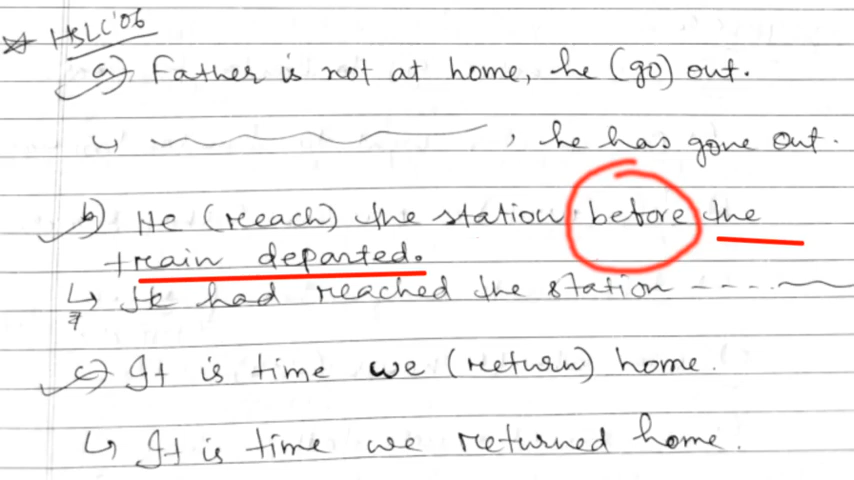 HSLC'06
a) Father is not at home, he (go) out.
↳ , he has gone out.
b) He (reach) the station before the
train departed.
↳ He had reached the station ----
c) It is time we (return) home.
↳ It is time we returned home.